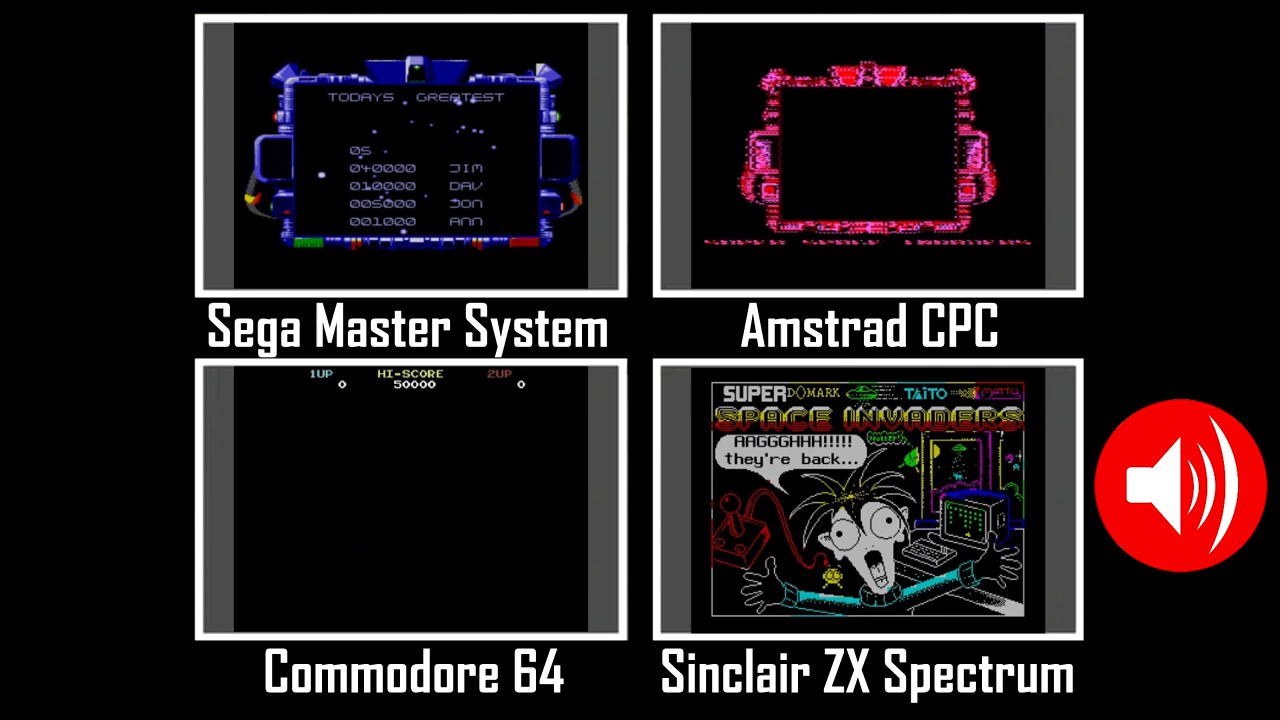 TODAYS GREATEST
05
040000 JIM
010000 DAV
005000 JON
001000 ANN
Sega Master System
Amstrad CPC
1UP HI-SCORE 2UP
0 50000 0
Commodore 64
SUPER DOMARK TAITO
SPACE INVADERS
AAGGGHHH!!!!!
they're back...
Sinclair ZX Spectrum